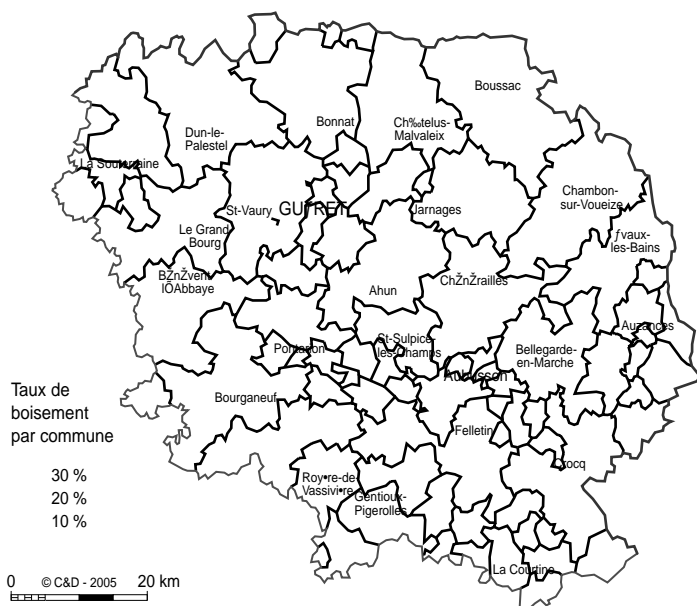 Boussac
Bonnat
Ch‰telus-
Malvaleix
Dun-le-
Palestel
La Souterraine
Chambon-
sur-Voueize
St-Vaury
Jarnages
Le Grand
Bourg
ƒvaux-
les-Bains
BŽnŽvent
lÕAbbaye
ChŽnŽrailles
Ahun
Auzances
St-Sulpice-
les-Champs
Pontarion
Bellegarde-
en-Marche
Aubusson
Taux de
boisement
par commune
Bourganeuf
Felletin
Crocq
30 %
20 %
10 %
Roy•re-de-
Vassivi•re
Gentioux-
Pigerolles
La Courtine
0 © C&D - 2005 20 km